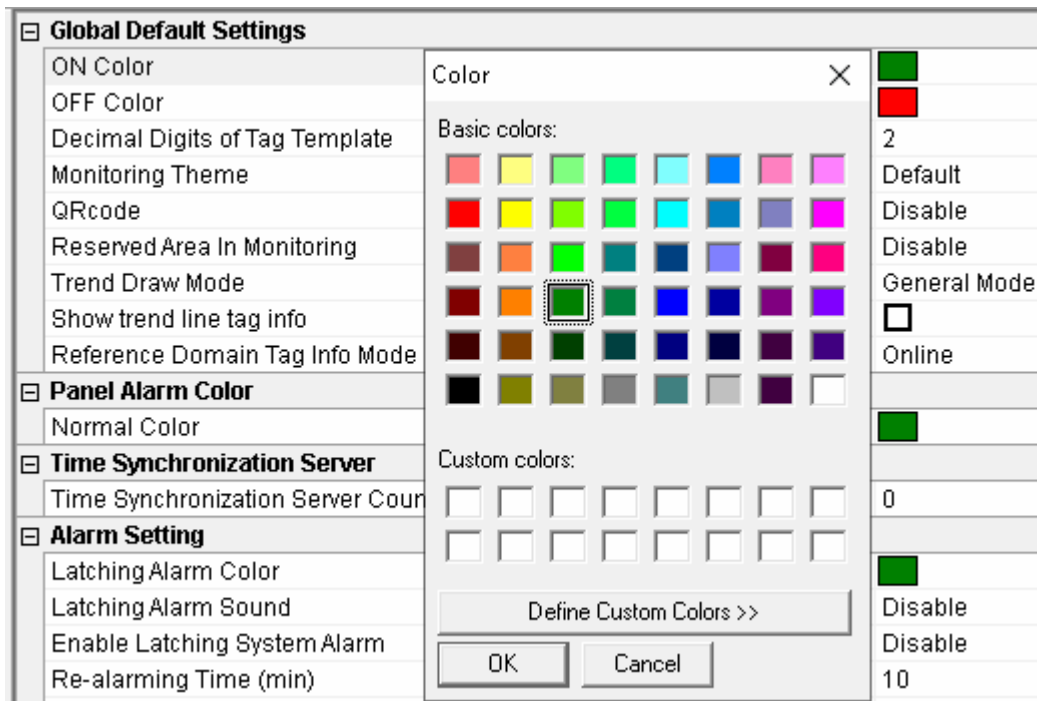 Global Default Settings
ON Color
OFF Color
Decimal Digits of Tag Template 2
Monitoring Theme Default
QRcode Disable
Reserved Area In Monitoring Disable
Trend Draw Mode General Mode
Show trend line tag info
Reference Domain Tag Info Mode Online
Panel Alarm Color
Normal Color
Time Synchronization Server
Time Synchronization Server Coun 0
Alarm Setting
Latching Alarm Color
Latching Alarm Sound Disable
Enable Latching System Alarm Disable
Re-alarming Time (min) 10
Color
Basic colors:
Custom colors:
Define Custom Colors >>
OK Cancel